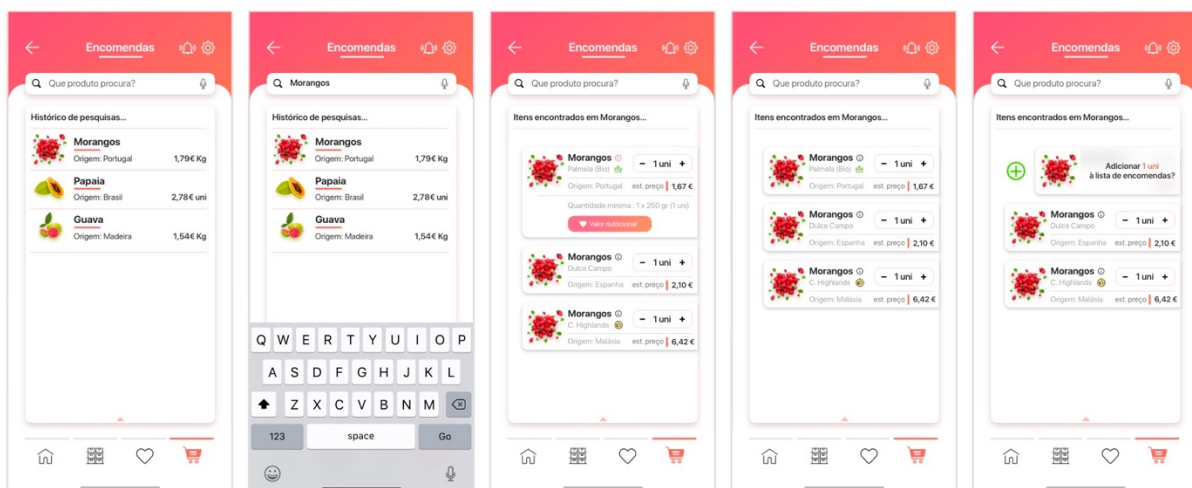 Encomendas
Que produto procura?
Histórico de pesquisas...
Morangos
Origem: Portugal 1,79€ Kg
Papaia
Origem: Brasil 2,78€ uni
Guava
Origem: Madeira 1,54€ Kg
Encomendas
Morangos
Histórico de pesquisas...
Morangos
Origem: Portugal 1,79€ Kg
Papaia
Origem: Brasil 2,78€ uni
Guava
Origem: Madeira 1,54€ Kg
Q W E R T Y U I O P
A S D F G H J K L
Z X C V B N M
123 space Go
Encomendas
Que produto procura?
Itens encontrados em Morangos...
Morangos - 1 uni +
Palmela (Bio)
Origem: Portugal est. preço 1,67 €
Quantidade minima : 1 x 250 gr (1 uni)
Valor nutricional
Morangos - 1 uni +
Dulce Campo
Origem: Espanha est. preço 2,10 €
Morangos - 1 uni +
C. Highlands
Origem: Malásia est. preço 6,42 €
Encomendas
Que produto procura?
Itens encontrados em Morangos...
Morangos - 1 uni +
Palmela (Bio)
Origem: Portugal est. preço 1,67 €
Morangos - 1 uni +
Dulce Campo
Origem: Espanha est. preço 2,10 €
Morangos - 1 uni +
C. Highlands
Origem: Malásia est. preço 6,42 €
Encomendas
Que produto procura?
Itens encontrados em Morangos...
Adicionar 1 uni
à lista de encomendas?
Morangos - 1 uni +
Dulce Campo
Origem: Espanha est. preço 2,10 €
Morangos - 1 uni +
C. Highlands
Origem: Malásia est. preço 6,42 €